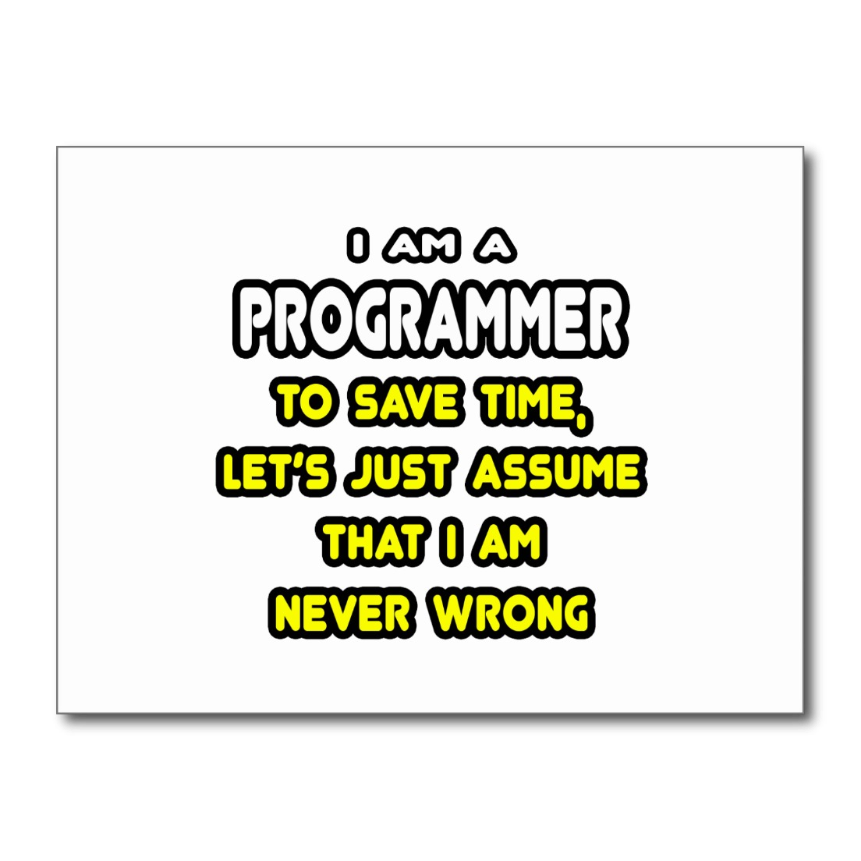 I AM A
PROGRAMMER
TO SAVE TIME,
LET'S JUST ASSUME
THAT I AM
NEVER WRONG